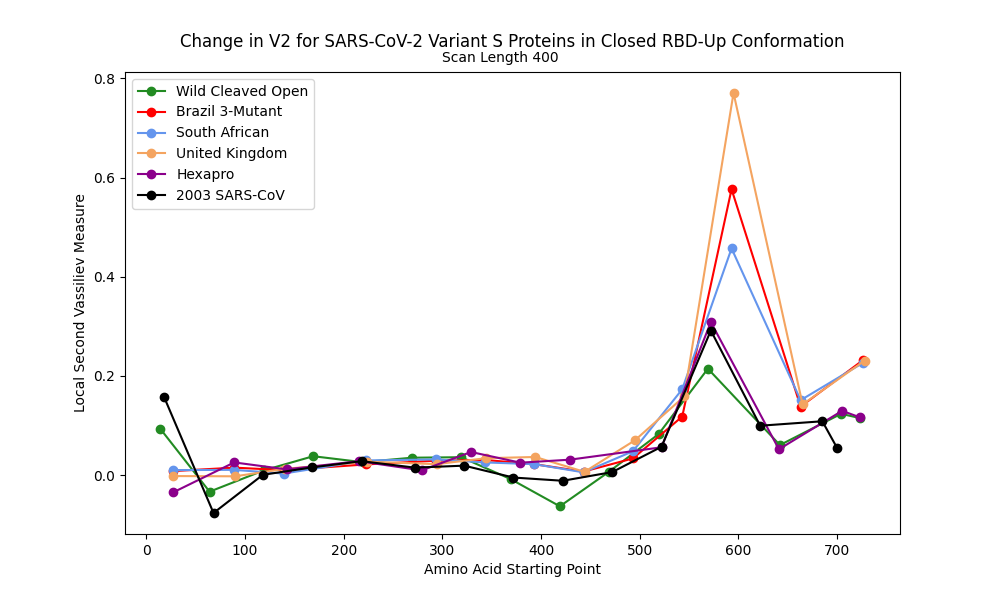 Change in V2 for SARS-CoV-2 Variant S Proteins in Closed RBD-Up Conformation
Scan Length 400
Wild Cleaved Open
Brazil 3-Mutant
South African
United Kingdom
Hexapro
2003 SARS-CoV
Local Second Vassiliev Measure
0.8
0.6
0.4
0.2
0.0
0 100 200 300 400 500 600 700
Amino Acid Starting Point